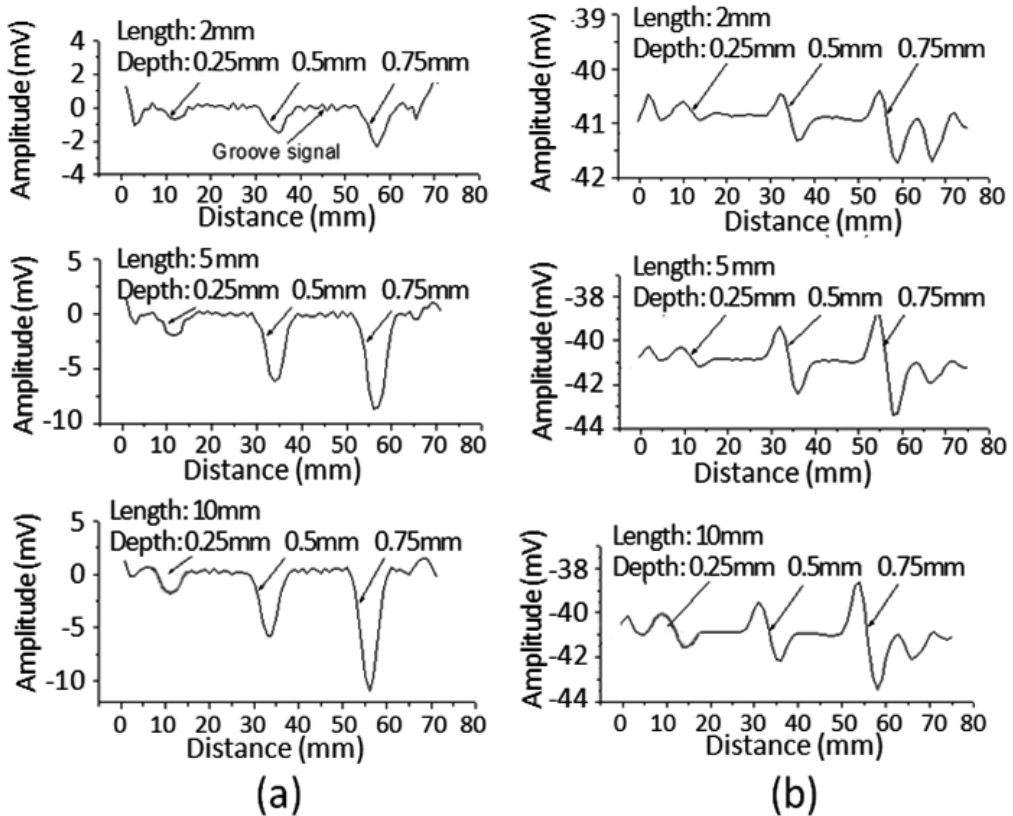 Length: 2mm
Depth: 0.25mm 0.5mm 0.75mm
Amplitude (mV)
4
2
0
-2
-4
Groove signal
0 10 20 30 40 50 60 70 80
Distance (mm)
Length: 5mm
Depth: 0.25mm 0.5mm 0.75mm
Amplitude (mV)
5
0
-5
-10
0 10 20 30 40 50 60 70 80
Distance (mm)
Length: 10mm
Depth: 0.25mm 0.5mm 0.75mm
Amplitude (mV)
5
0
-5
-10
0 10 20 30 40 50 60 70 80
Distance (mm)
(a)
Length: 2mm
Depth: 0.25mm 0.5mm 0.75mm
Amplitude (mV)
-39
-40
-41
-42
0 10 20 30 40 50 60 70 80
Distance (mm)
Length: 5mm
Depth: 0.25mm 0.5mm 0.75mm
Amplitude (mV)
-38
-40
-42
-44
0 10 20 30 40 50 60 70 80
Distance (mm)
Length: 10mm
Depth: 0.25mm 0.5mm 0.75mm
Amplitude (mV)
-38
-40
-42
-44
0 10 20 30 40 50 60 70 80
Distance (mm)
(b)